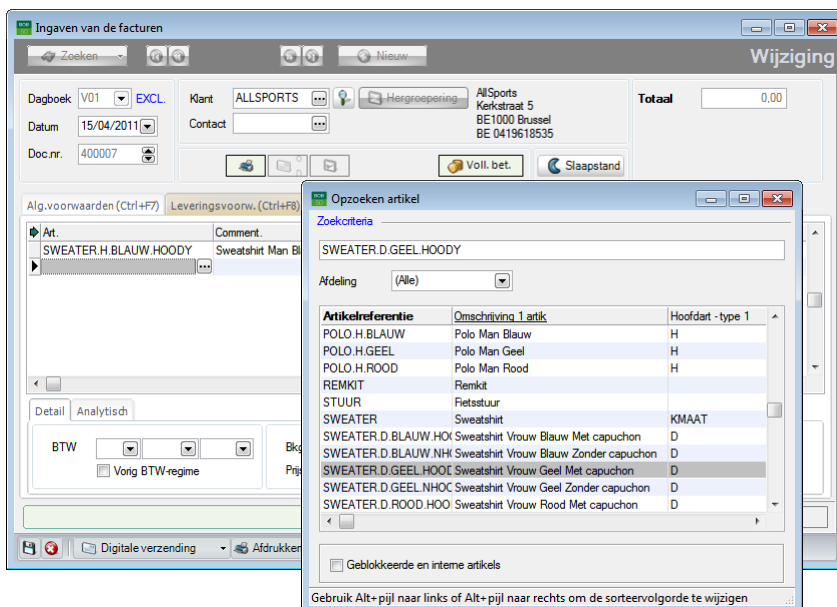 Ingaven van de facturen
Zoeken
Nieuw
Wijziging
Dagboek V01 EXCL.
Klant ALLSPORTS
Hergroepering
AllSports
Kerkstraat 5
BE1000 Brussel
BE 0419618535
Totaal 0,00
Datum 15/04/2011
Contact
Doc.nr. 400007
Voll. bet.
Slaapstand
Alg.voorwaarden (Ctrl+F7) Leveringsvoorw. (Ctrl+F8)
Art. Comment.
SWEATER.H.BLAUW.HOODY Sweatshirt Man Bl
Detail Analytisch
BTW
Vorig BTW-regime
Bkg
Prijs
Digitale verzending
Afdrukken
Opzoeken artikel
Zoekcriteria
SWEATER.D.GEEL.HOODY
Afdeling (Alle)
Artikelreferentie Omschrijving 1 artik Hoofdart - type 1
POLO.H.BLAUW Polo Man Blauw H
POLO.H.GEEL Polo Man Geel H
POLO.H.ROOD Polo Man Rood H
REMKIT Remkit
STUUR Fietsstuur
SWEATER Sweatshirt KMAAT
SWEATER.D.BLAUW.HOO Sweatshirt Vrouw Blauw Met capuchon D
SWEATER.D.BLAUW.NHO Sweatshirt Vrouw Blauw Zonder capuchon D
SWEATER.D.GEEL.HOOD Sweatshirt Vrouw Geel Met capuchon D
SWEATER.D.GEEL.NHOO Sweatshirt Vrouw Geel Zonder capuchon D
SWEATER.D.ROOD.HOO Sweatshirt Vrouw Rood Met capuchon D
Geblokkeerde en interne artikels
Gebruik Alt+pijl naar links of Alt+pijl naar rechts om de sorteervolgorde te wijzigen